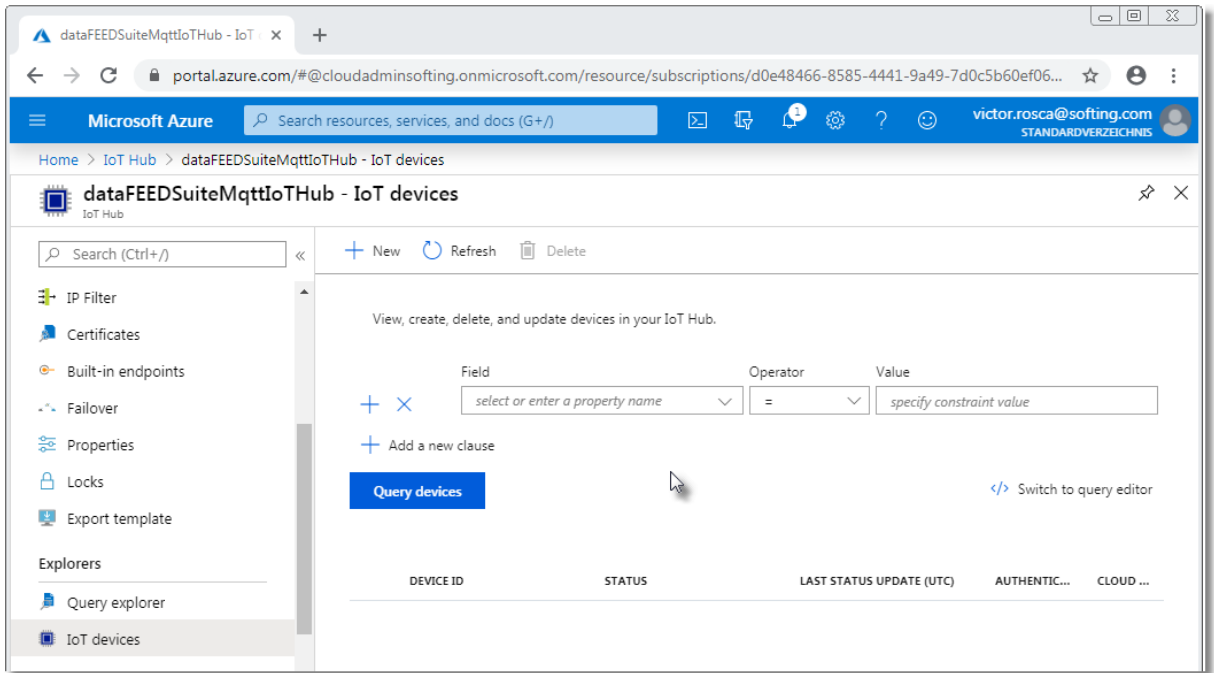 dataFEEDSuiteMqttIoTHub - IoT
portal.azure.com/#@cloudadminsofting.onmicrosoft.com/resource/subscriptions/d0e48466-8585-4441-9a49-7d0c5b60ef06...
Microsoft Azure
Search resources, services, and docs (G+/)
1
victor.rosca@softing.com
STANDARDVERZEICHNIS
Home > IoT Hub > dataFEEDSuiteMqttIoTHub - IoT devices
dataFEEDSuiteMqttIoTHub - IoT devices
IoT Hub
Search (Ctrl+/)
«
New
Refresh
Delete
IP Filter
Certificates
Built-in endpoints
Failover
Properties
Locks
Export template
Explorers
Query explorer
IoT devices
View, create, delete, and update devices in your IoT Hub.
Field
Operator
Value
select or enter a property name
=
specify constraint value
Add a new clause
Query devices
</> Switch to query editor
DEVICE ID
STATUS
LAST STATUS UPDATE (UTC)
AUTHENTIC...
CLOUD ...